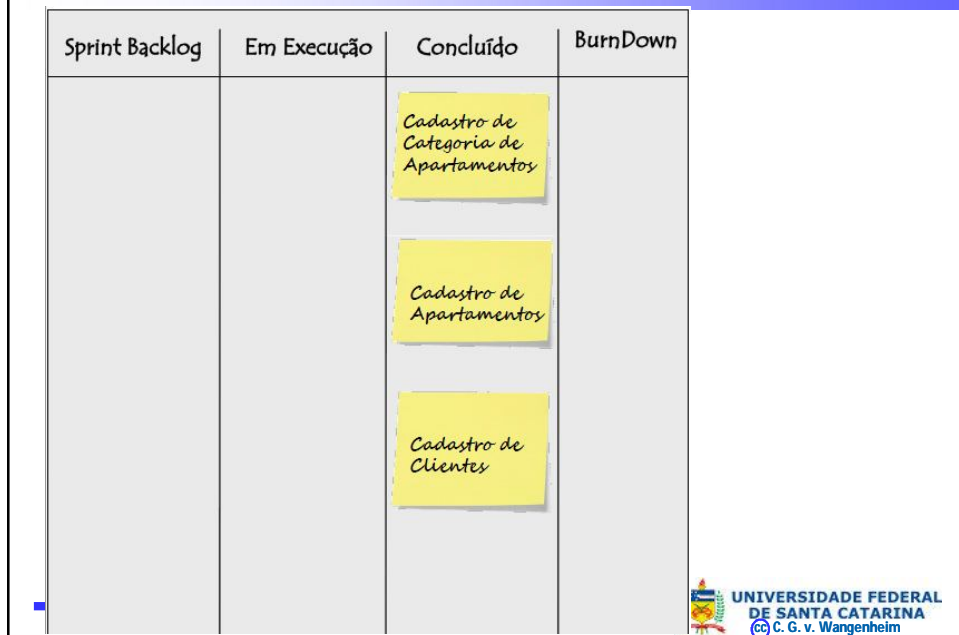 Sprint Backlog
Em Execução
Concluído
BurnDown
Cadastro de
Categoria de
Apartamentos
Cadastro de
Apartamentos
Cadastro de
Clientes
UNIVERSIDADE FEDERAL
DE SANTA CATARINA
(cc) C. G. v. Wangenheim